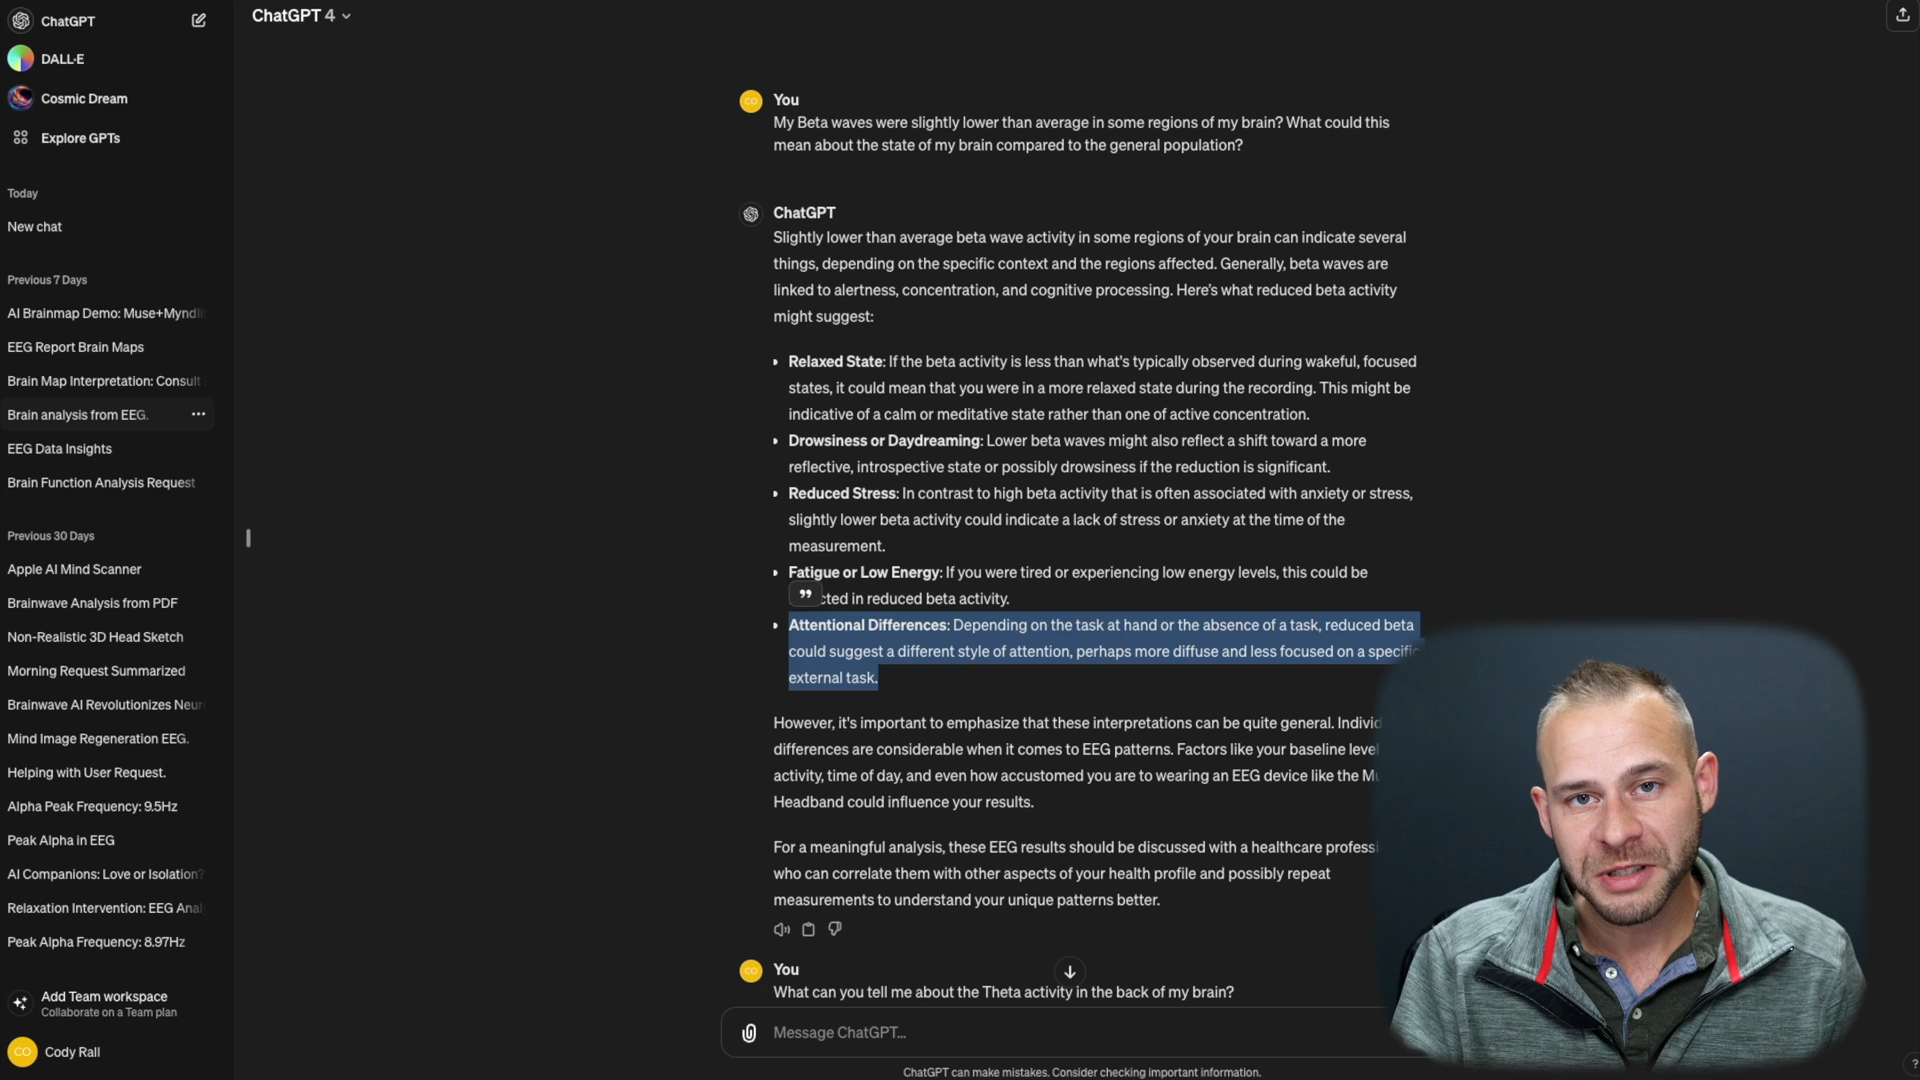 ChatGPT
DALL·E
Cosmic Dream
Explore GPTs
Today
New chat
Previous 7 Days
AI Brainmap Demo: Muse+Myndli
EEG Report Brain Maps
Brain Map Interpretation: Consult
Brain analysis from EEG.
EEG Data Insights
Brain Function Analysis Request
Previous 30 Days
Apple AI Mind Scanner
Brainwave Analysis from PDF
Non-Realistic 3D Head Sketch
Morning Request Summarized
Brainwave AI Revolutionizes Neur
Mind Image Regeneration EEG.
Helping with User Request.
Alpha Peak Frequency: 9.5Hz
Peak Alpha in EEG
AI Companions: Love or Isolation?
Relaxation Intervention: EEG Anal
Peak Alpha Frequency: 8.97Hz
Add Team workspace
Collaborate on a Team plan
CO
Cody Rall
ChatGPT 4
CO
You
My Beta waves were slightly lower than average in some regions of my brain? What could this
mean about the state of my brain compared to the general population?
ChatGPT
Slightly lower than average beta wave activity in some regions of your brain can indicate several
things, depending on the specific context and the regions affected. Generally, beta waves are
linked to alertness, concentration, and cognitive processing. Here's what reduced beta activity
might suggest:
• Relaxed State: If the beta activity is less than what's typically observed during wakeful, focused
states, it could mean that you were in a more relaxed state during the recording. This might be
indicative of a calm or meditative state rather than one of active concentration.
• Drowsiness or Daydreaming: Lower beta waves might also reflect a shift toward a more
reflective, introspective state or possibly drowsiness if the reduction is significant.
• Reduced Stress: In contrast to high beta activity that is often associated with anxiety or stress,
slightly lower beta activity could indicate a lack of stress or anxiety at the time of the
measurement.
• Fatigue or Low Energy: If you were tired or experiencing low energy levels, this could be
cted in reduced beta activity.
• Attentional Differences: Depending on the task at hand or the absence of a task, reduced beta
could suggest a different style of attention, perhaps more diffuse and less focused on a specific
external task.
However, it's important to emphasize that these interpretations can be quite general. Individ
differences are considerable when it comes to EEG patterns. Factors like your baseline level
activity, time of day, and even how accustomed you are to wearing an EEG device like the Mu
Headband could influence your results.
For a meaningful analysis, these EEG results should be discussed with a healthcare professi
who can correlate them with other aspects of your health profile and possibly repeat
measurements to understand your unique patterns better.
CO
You
What can you tell me about the Theta activity in the back of my brain?
Message ChatGPT...
ChatGPT can make mistakes. Consider checking important information.
?